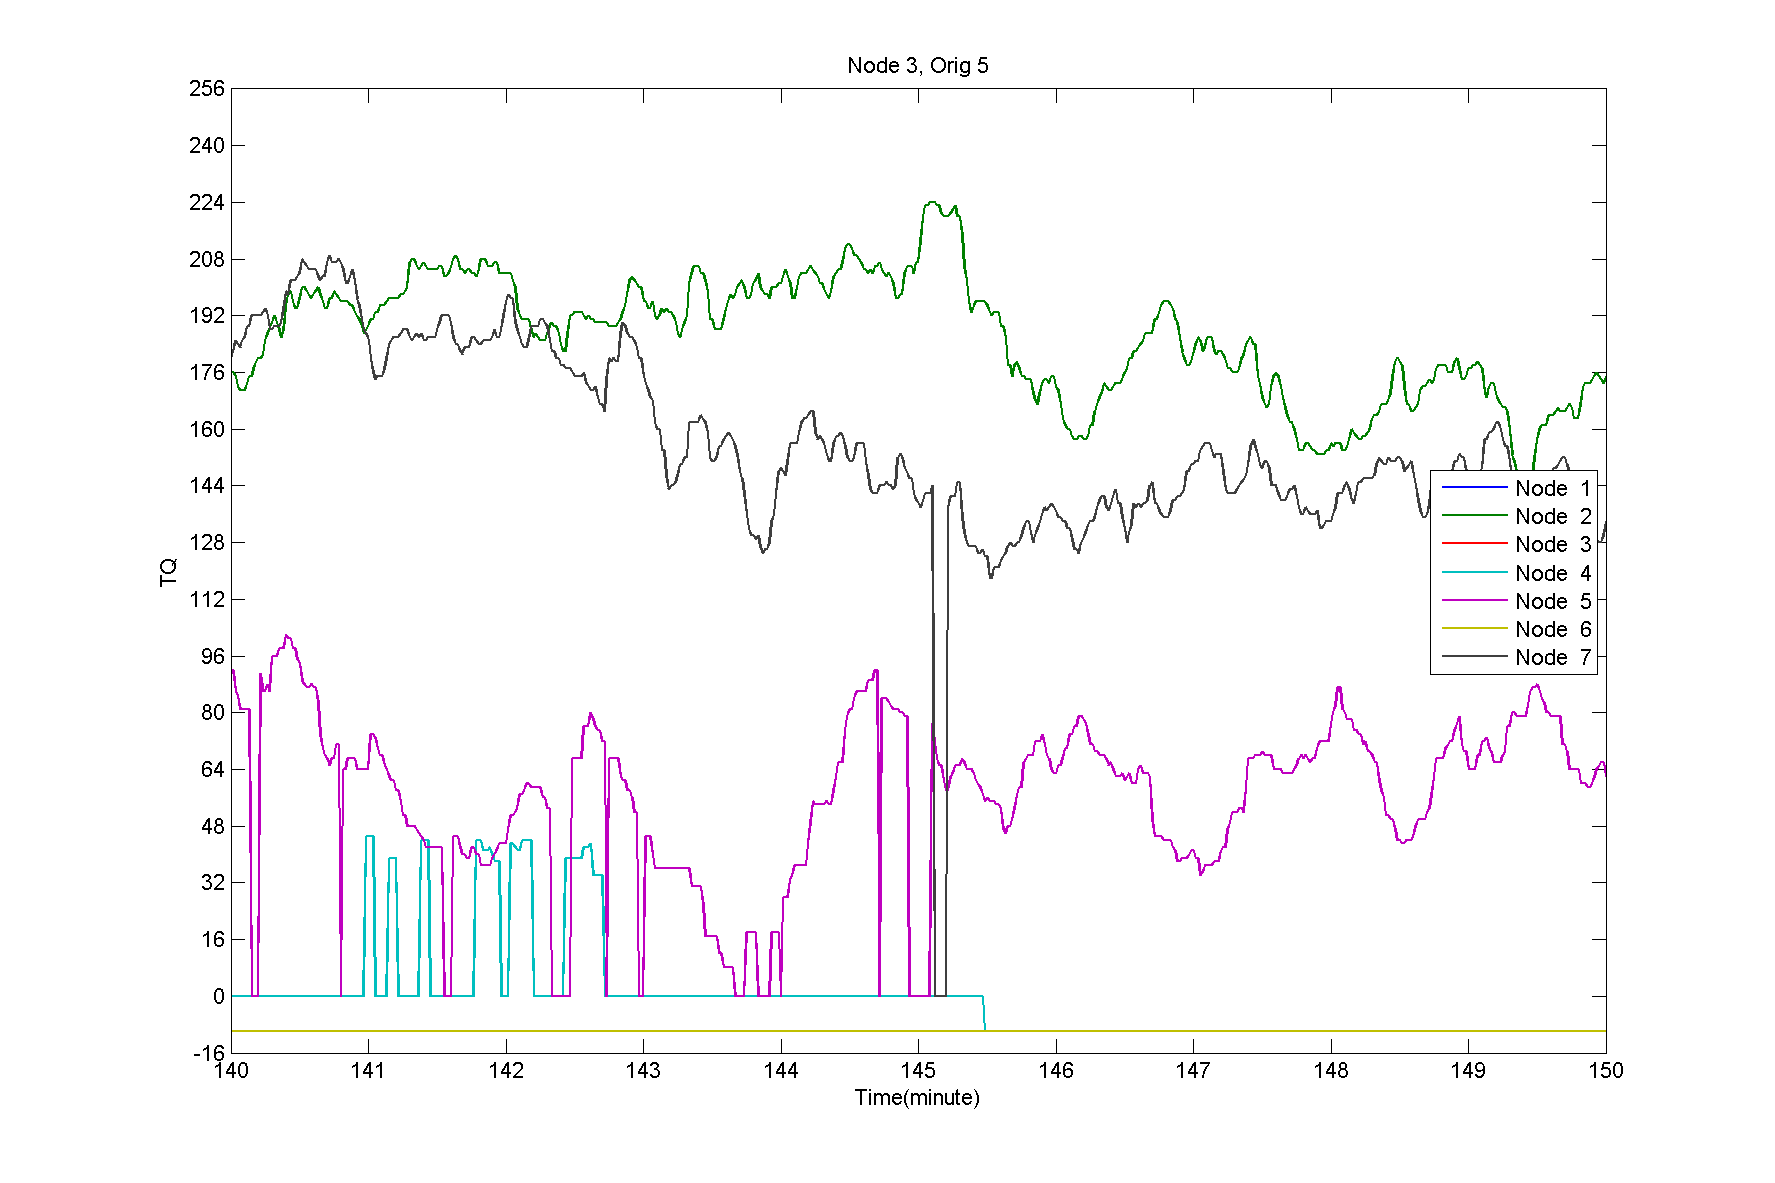 Node 3, Orig 5
256
240
224
208
192
176
160
144
128
112
96
80
64
48
32
16
0
-16
TQ
Node 1
Node 2
Node 3
Node 4
Node 5
Node 6
Node 7
140 141 142 143 144 145 146 147 148 149 150
Time(minute)